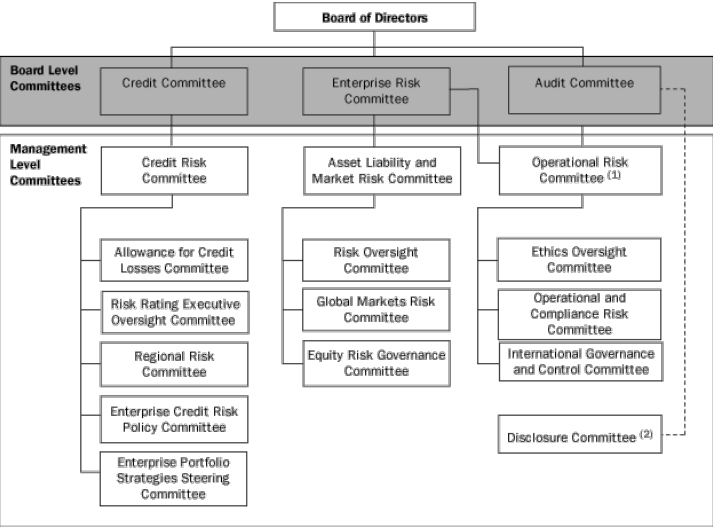 Board of Directors
Board Level
Committees
Credit Committee
Enterprise Risk
Committee
Audit Committee
Management
Level
Committees
Credit Risk
Committee
Asset Liability and
Market Risk Committee
Operational Risk
Committee (1)
Allowance for Credit
Losses Committee
Risk Oversight
Committee
Ethics Oversight
Committee
Risk Rating Executive
Oversight Committee
Global Markets Risk
Committee
Operational and
Compliance Risk
Committee
Regional Risk
Committee
Equity Risk Governance
Committee
International Governance
and Control Committee
Enterprise Credit Risk
Policy Committee
Disclosure Committee (2)
Enterprise Portfolio
Strategies Steering
Committee